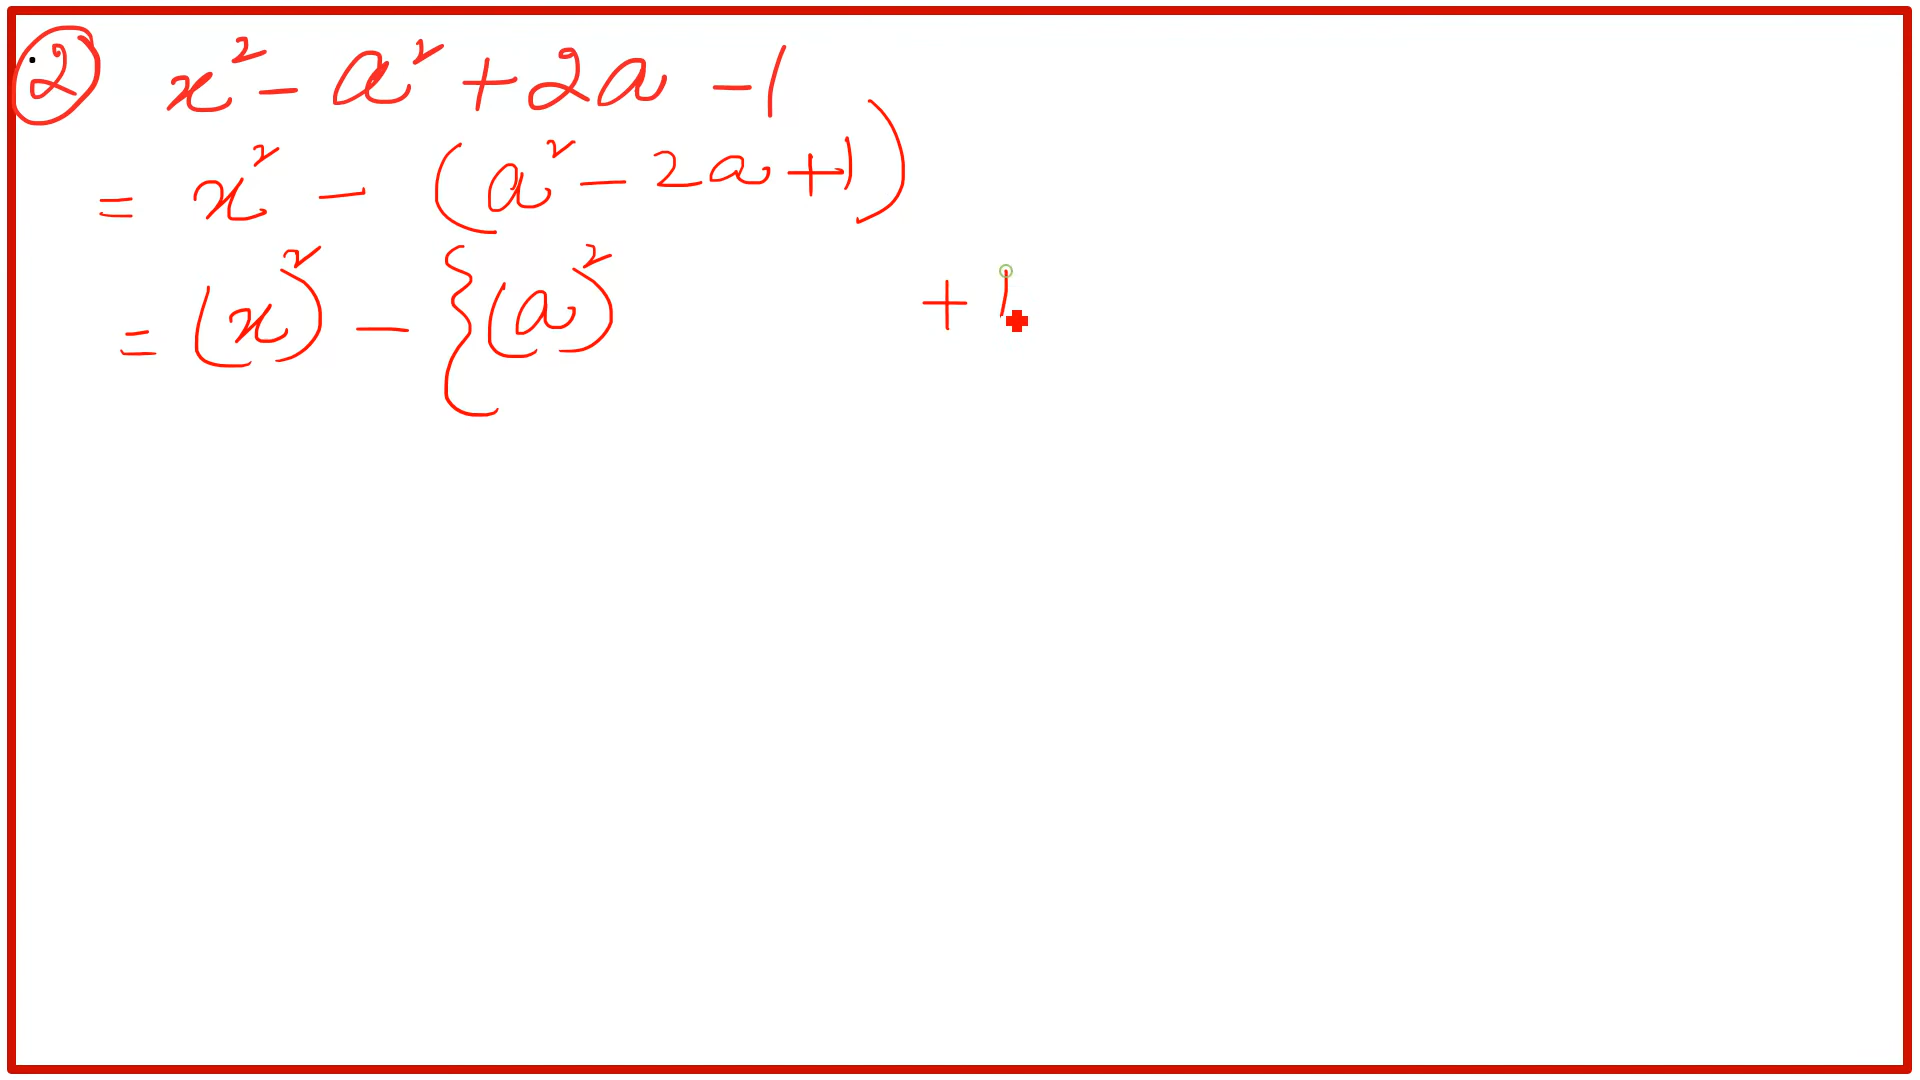 ② x² - a² + 2a - 1
= x² - (a² - 2a + 1)
= (x)² - {(a)² + 1